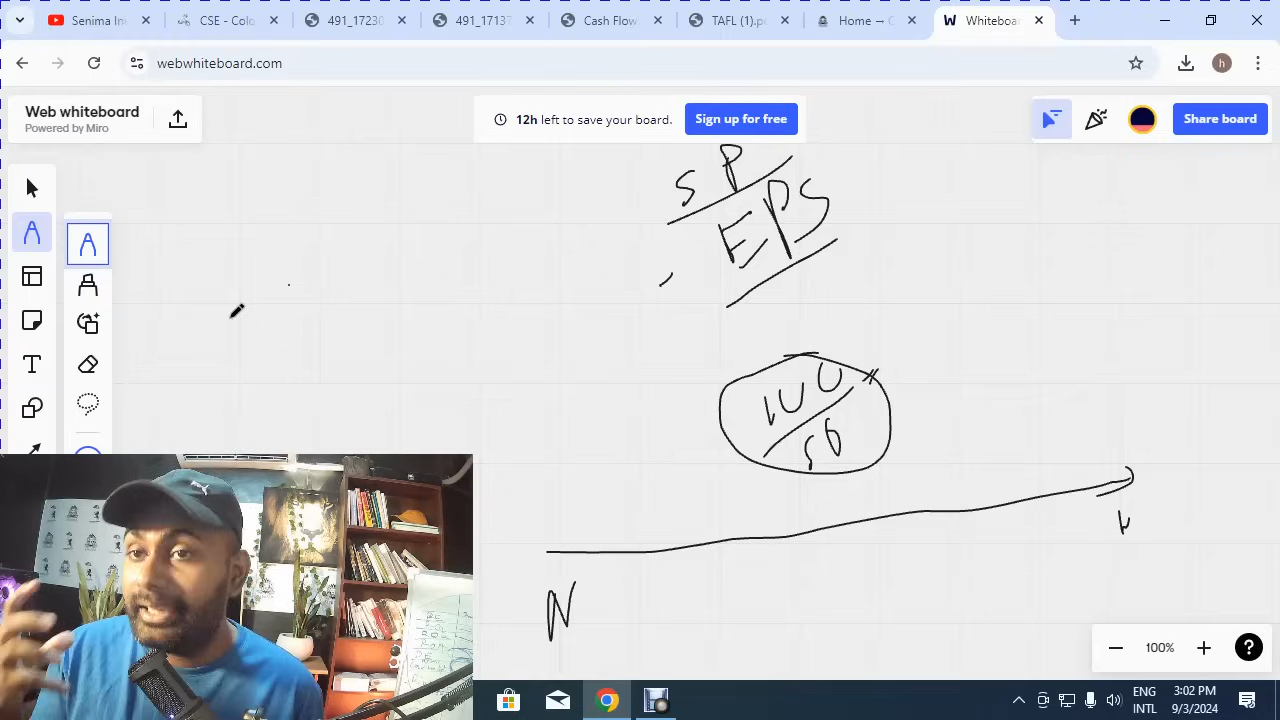 Senima In
CSE - Colo
491_17230
491_17137
Cash Flow
TAFL (1).p
Home — C
Whiteboar
webwhiteboard.com
h
Web whiteboard
Powered by Miro
12h left to save your board.
Sign up for free
Share board
SP
EPS
100
50
N
100%
ENG
INTL
3:02 PM
9/3/2024